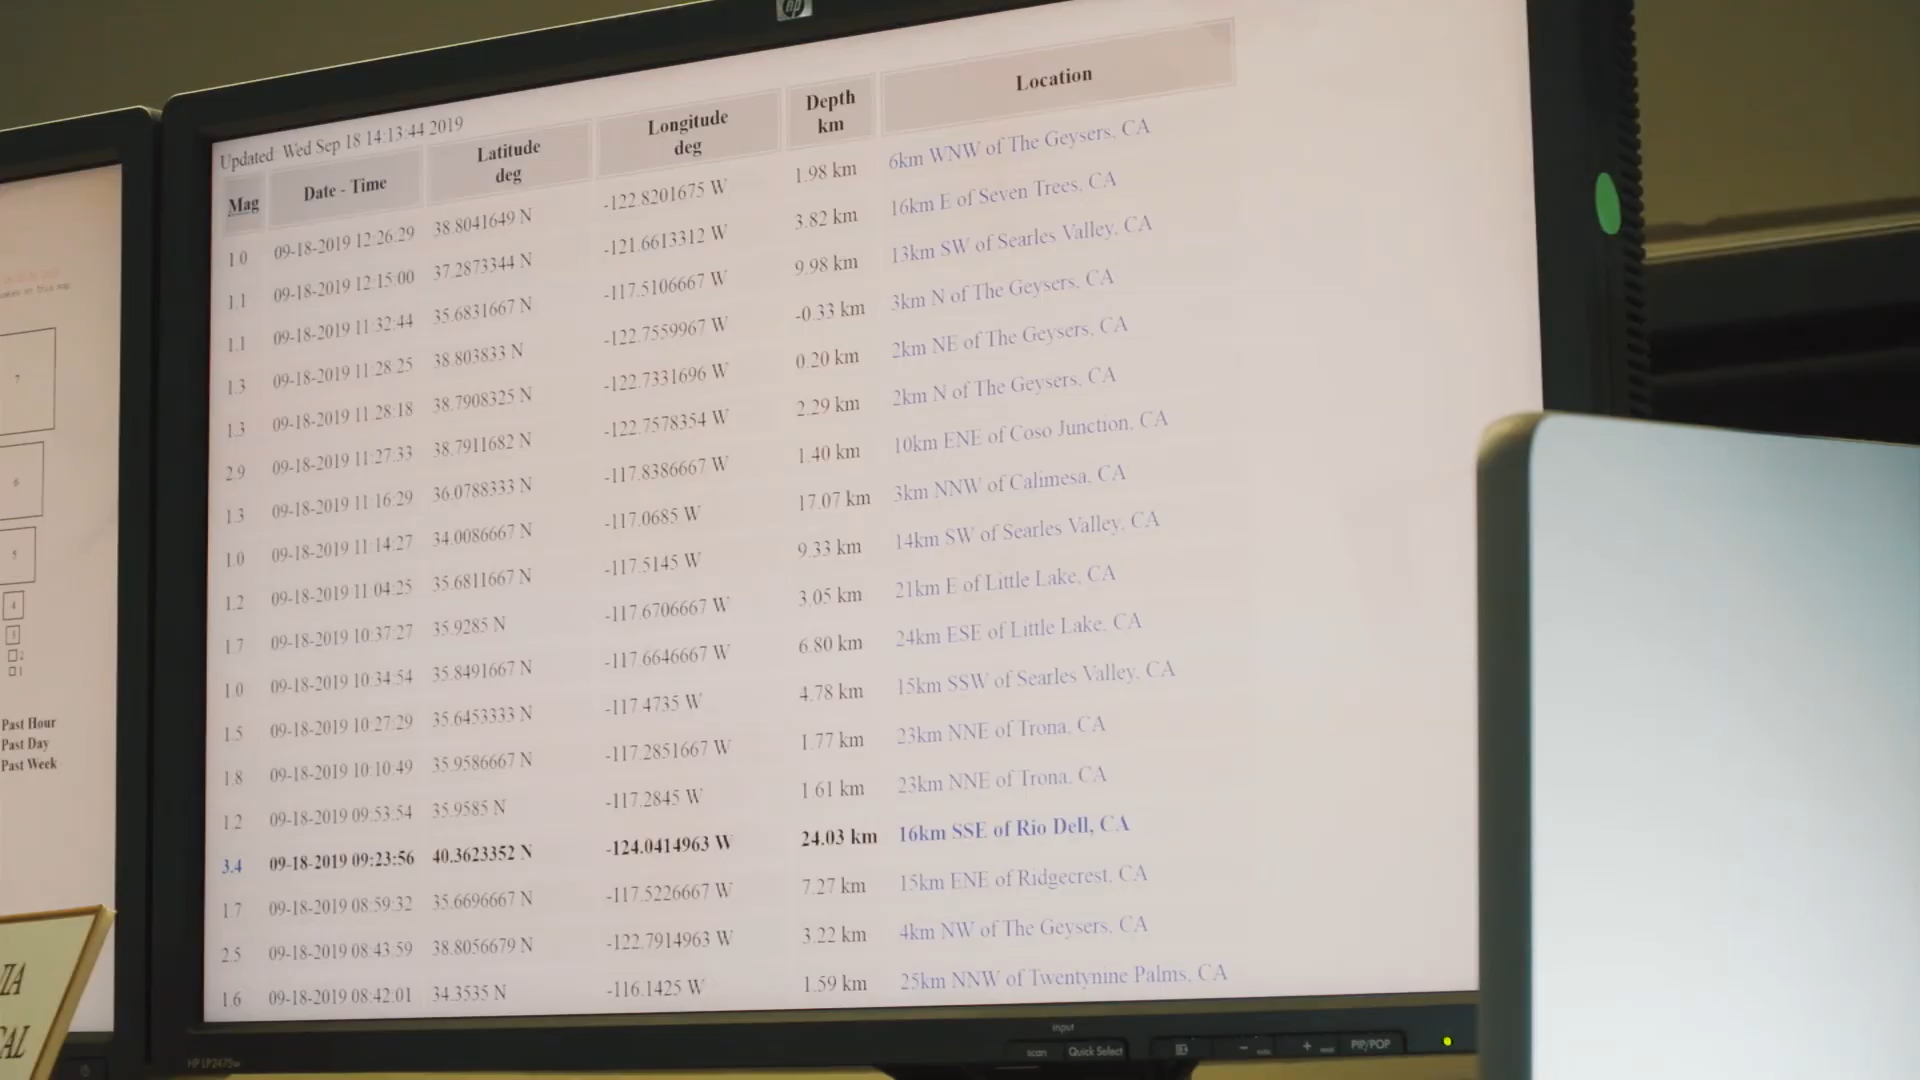 hp
Updated: Wed Sep 18 14:13:44 2019
Mag Date - Time Latitude deg Longitude deg Depth km Location
1.0 09-18-2019 12:26:29 38.8041649 N -122.8201675 W 1.98 km 6km WNW of The Geysers, CA
1.1 09-18-2019 12:15:00 37.2873344 N -121.6613312 W 3.82 km 16km E of Seven Trees, CA
1.1 09-18-2019 11:32:44 35.6831667 N -117.5106667 W 9.98 km 13km SW of Searles Valley, CA
1.3 09-18-2019 11:28:25 38.803833 N -122.7559967 W -0.33 km 3km N of The Geysers, CA
1.3 09-18-2019 11:28:18 38.7908325 N -122.7331696 W 0.20 km 2km NE of The Geysers, CA
2.9 09-18-2019 11:27:33 38.7911682 N -122.7578354 W 2.29 km 2km N of The Geysers, CA
1.3 09-18-2019 11:16:29 36.0788333 N -117.8386667 W 1.40 km 10km ENE of Coso Junction, CA
1.0 09-18-2019 11:14:27 34.0086667 N -117.0685 W 17.07 km 3km NNW of Calimesa, CA
1.2 09-18-2019 11:04:25 35.6811667 N -117.5145 W 9.33 km 14km SW of Searles Valley, CA
1.7 09-18-2019 10:37:27 35.9285 N -117.6706667 W 3.05 km 21km E of Little Lake, CA
1.0 09-18-2019 10:34:54 35.8491667 N -117.6646667 W 6.80 km 24km ESE of Little Lake, CA
1.5 09-18-2019 10:27:29 35.6453333 N -117.4735 W 4.78 km 15km SSW of Searles Valley, CA
1.8 09-18-2019 10:10:49 35.9586667 N -117.2851667 W 1.77 km 23km NNE of Trona, CA
1.2 09-18-2019 09:53:54 35.9585 N -117.2845 W 1.61 km 23km NNE of Trona, CA
3.4 09-18-2019 09:23:56 40.3623352 N -124.0414963 W 24.03 km 16km SSE of Rio Dell, CA
1.7 09-18-2019 08:59:32 35.6696667 N -117.5226667 W 7.27 km 15km ENE of Ridgecrest, CA
2.5 09-18-2019 08:43:59 38.8056679 N -122.7914963 W 3.22 km 4km NW of The Geysers, CA
1.6 09-18-2019 08:42:01 34.3535 N -116.1425 W 1.59 km 25km NNW of Twentynine Palms, CA
7
6
5
4
3
2
1
Past Hour
Past Day
Past Week
HP LP2475w
input
scan Quick Select
- + PIP/POP